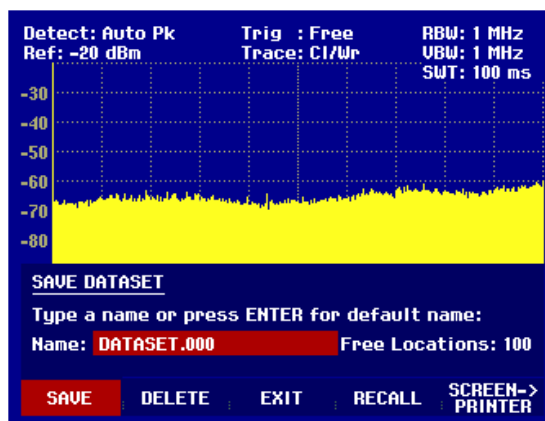 Detect: Auto Pk Trig : Free RBW: 1 MHz
Ref: -20 dBm Trace: Cl/Wr VBW: 1 MHz
SWT: 100 ms
-30
-40
-50
-60
-70
-80
SAVE DATASET
Type a name or press ENTER for default name:
Name: DATASET.000 Free Locations: 100
SAVE DELETE EXIT RECALL SCREEN->
PRINTER